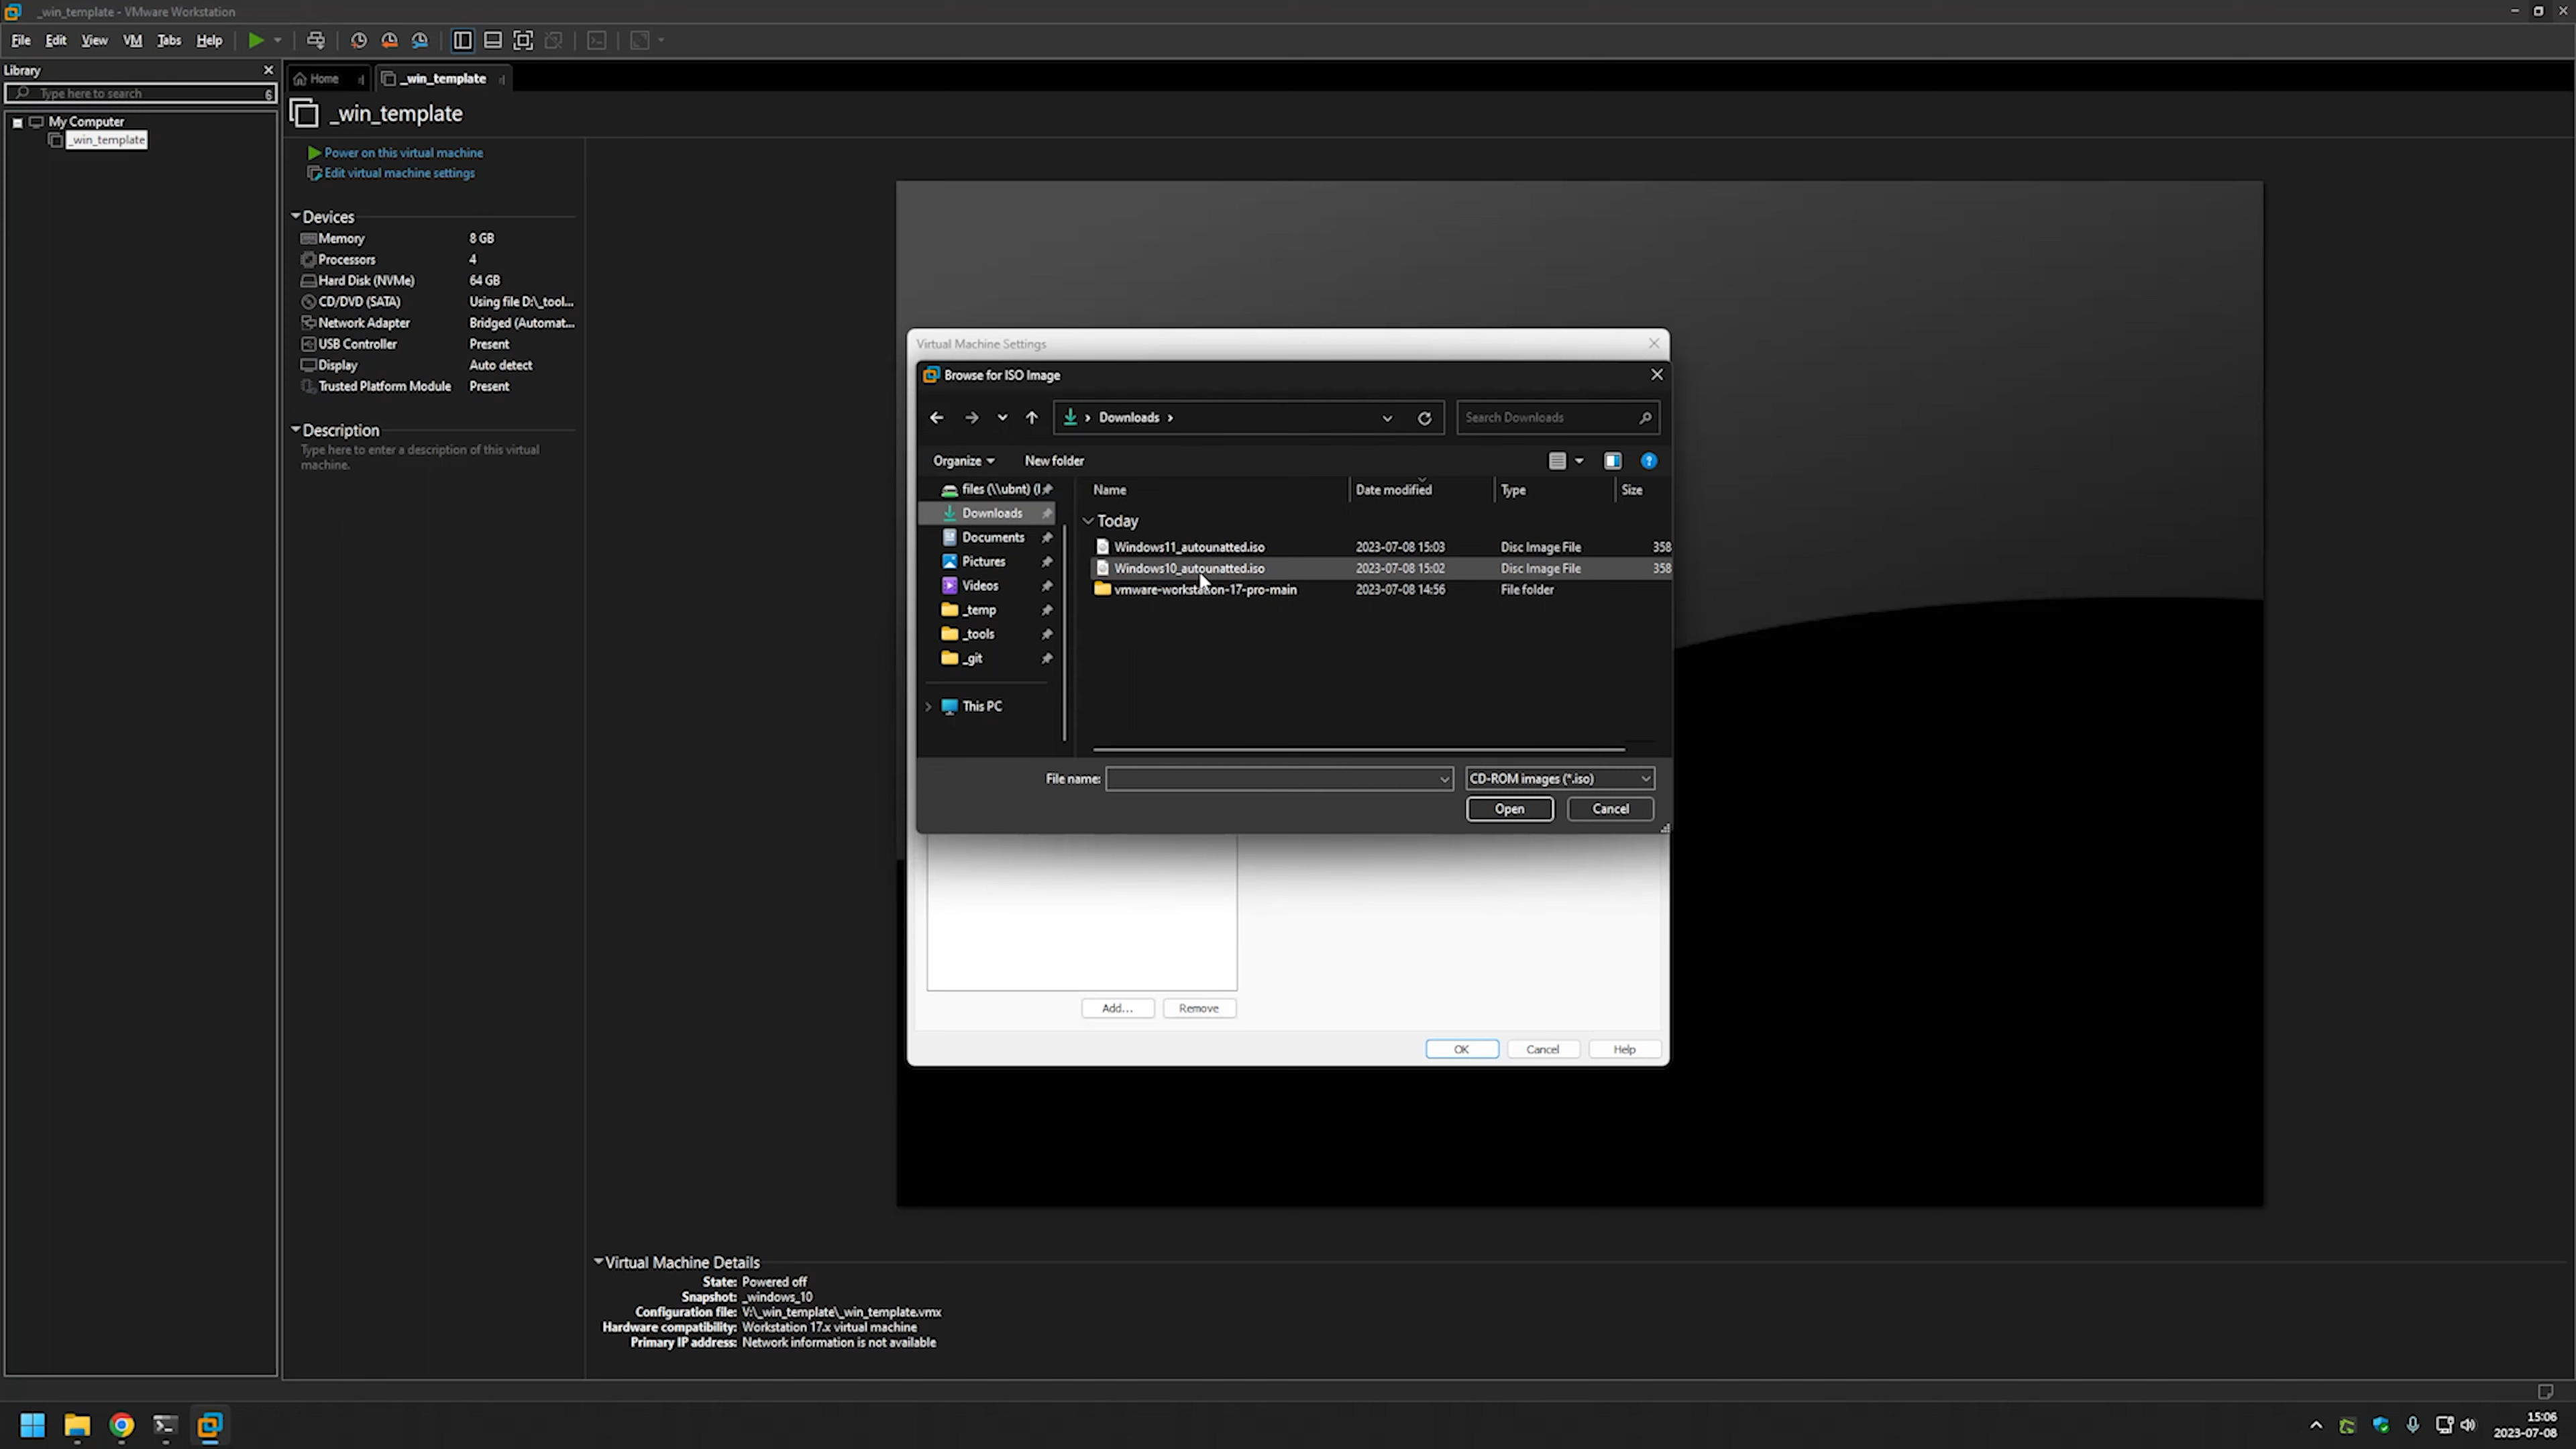 _win_template - VMware Workstation
File Edit View VM Tabs Help
Library
Type here to search
My Computer
_win_template
Home
_win_template
_win_template
Power on this virtual machine
Edit virtual machine settings
Devices
Memory 8 GB
Processors 4
Hard Disk (NVMe) 64 GB
CD/DVD (SATA) Using file D:\_tool...
Network Adapter Bridged (Automat...
USB Controller Present
Display Auto detect
Trusted Platform Module Present
Description
Type here to enter a description of this virtual
machine.
Virtual Machine Settings
Browse for ISO Image
Downloads
Search Downloads
Organize New folder
Name Date modified Type Size
files (\\ubnt) (I
Downloads
Documents
Pictures
Videos
_temp
_tools
_git
This PC
Today
Windows11_autounatted.iso 2023-07-08 15:03 Disc Image File 358
Windows10_autounatted.iso 2023-07-08 15:02 Disc Image File 358
vmware-workstation-17-pro-main 2023-07-08 14:56 File folder
File name: CD-ROM images (*.iso)
Open Cancel
Add... Remove
OK Cancel Help
Virtual Machine Details
State: Powered off
Snapshot: _windows_10
Configuration file: V:\_win_template\_win_template.vmx
Hardware compatibility: Workstation 17.x virtual machine
Primary IP address: Network information is not available
15:06
2023-07-08